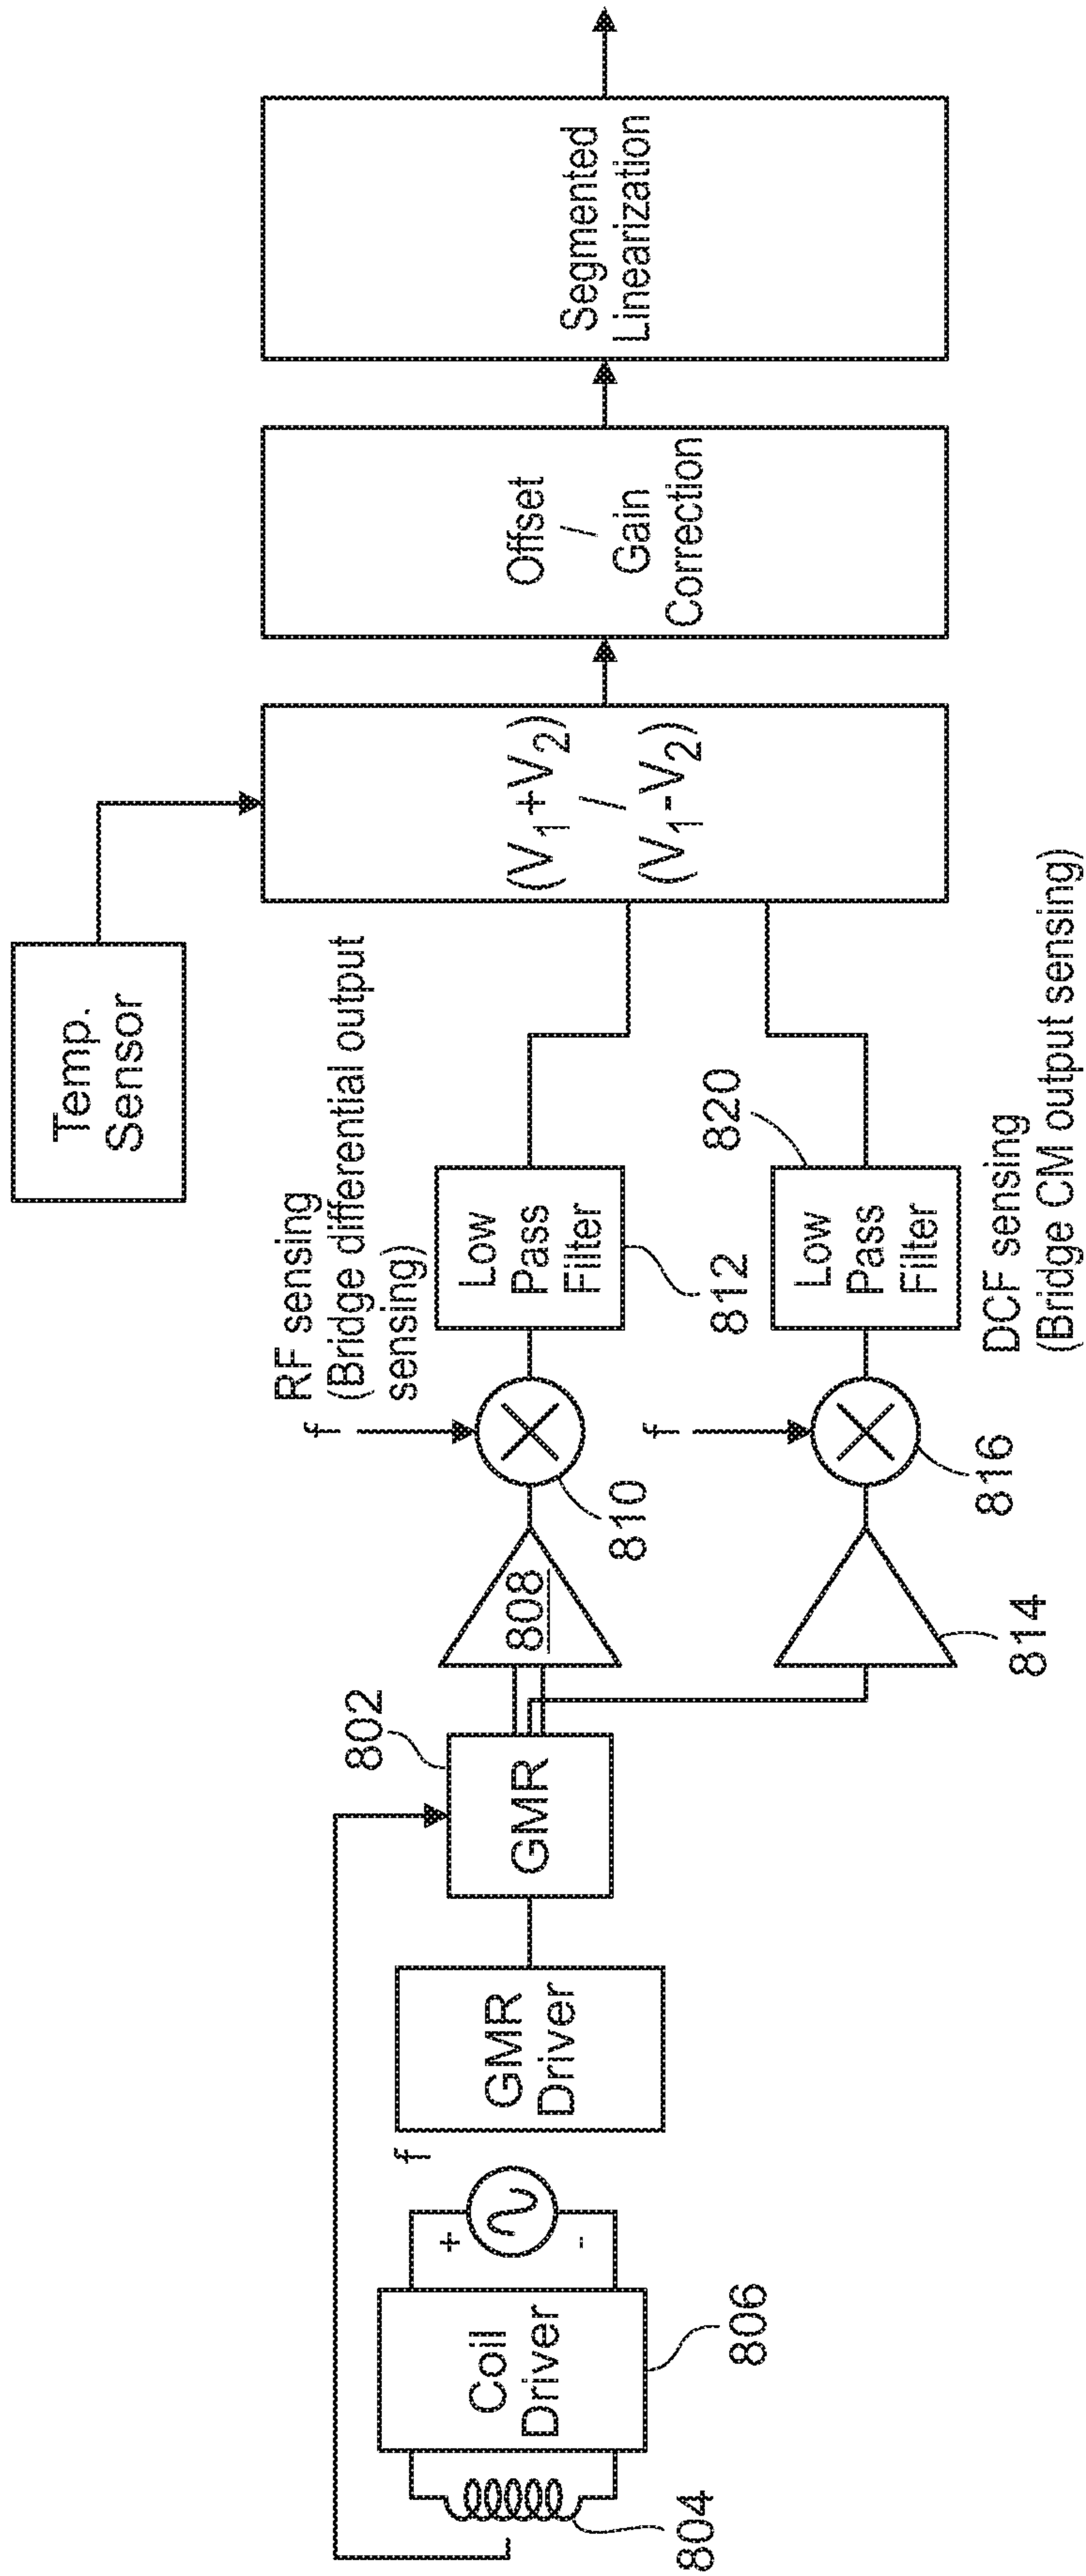 Temp.
Sensor
RF sensing
(Bridge differential output
sensing)
802
f
GMR
808
810
Low
Pass
Filter
812
(V1+V2)
/
(V1-V2)
Offset
/
Gain
Correction
Segmented
Linearization
f
+
-
Coil
Driver
804
806
GMR
Driver
f
814
816
Low
Pass
Filter
820
DCF sensing
(Bridge CM output sensing)